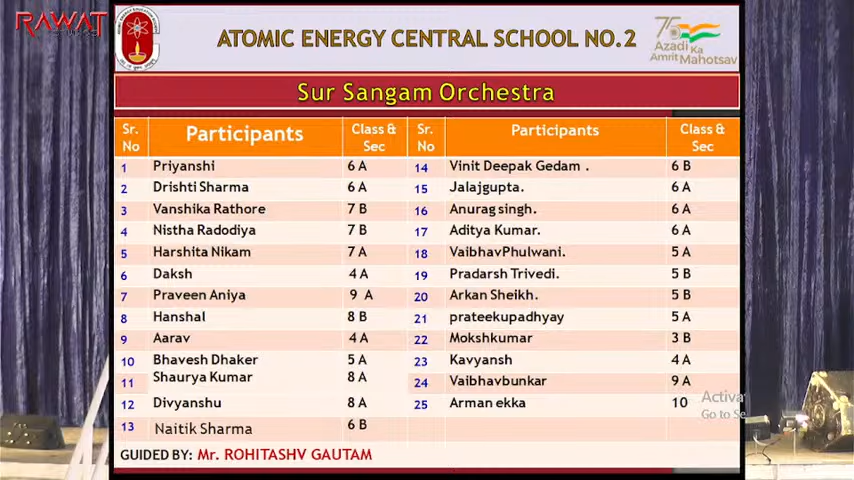 RAWAT
ATOMIC ENERGY CENTRAL SCHOOL NO.2
75
Azadi Ka
Amrit Mahotsav
Sur Sangam Orchestra
Sr. No Participants Class & Sec Sr. No Participants Class & Sec
1 Priyanshi 6 A 14 Vinit Deepak Gedam . 6 B
2 Drishti Sharma 6 A 15 Jalajgupta. 6 A
3 Vanshika Rathore 7 B 16 Anurag singh. 6 A
4 Nistha Radodiya 7 B 17 Aditya Kumar. 6 A
5 Harshita Nikam 7 A 18 VaibhavPhulwani. 5 A
6 Daksh 4 A 19 Pradarsh Trivedi. 5 B
7 Praveen Aniya 9 A 20 Arkan Sheikh. 5 B
8 Hanshal 8 B 21 prateekupadhyay 5 A
9 Aarav 4 A 22 Mokshkumar 3 B
10 Bhavesh Dhaker 5 A 23 Kavyansh 4 A
11 Shaurya Kumar 8 A 24 Vaibhavbunkar 9 A
12 Divyanshu 8 A 25 Arman ekka 10
13 Naitik Sharma 6 B
Activa
Go to Se
GUIDED BY: Mr. ROHITASHV GAUTAM